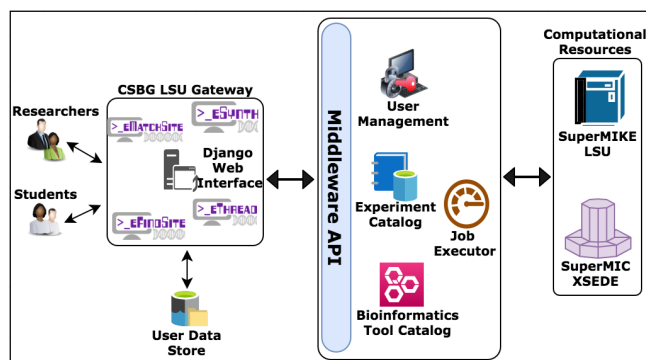 Computational
Resources
CSBG LSU Gateway
Researchers
>_eMatchSite
>_eSynth
Django
Web
Interface
Students
>_eFindSite
>_eThread
User Data
Store
Middleware API
User
Management
Experiment
Catalog
Job
Executor
Bioinformatics
Tool Catalog
SuperMIKE
LSU
SuperMIC
XSEDE